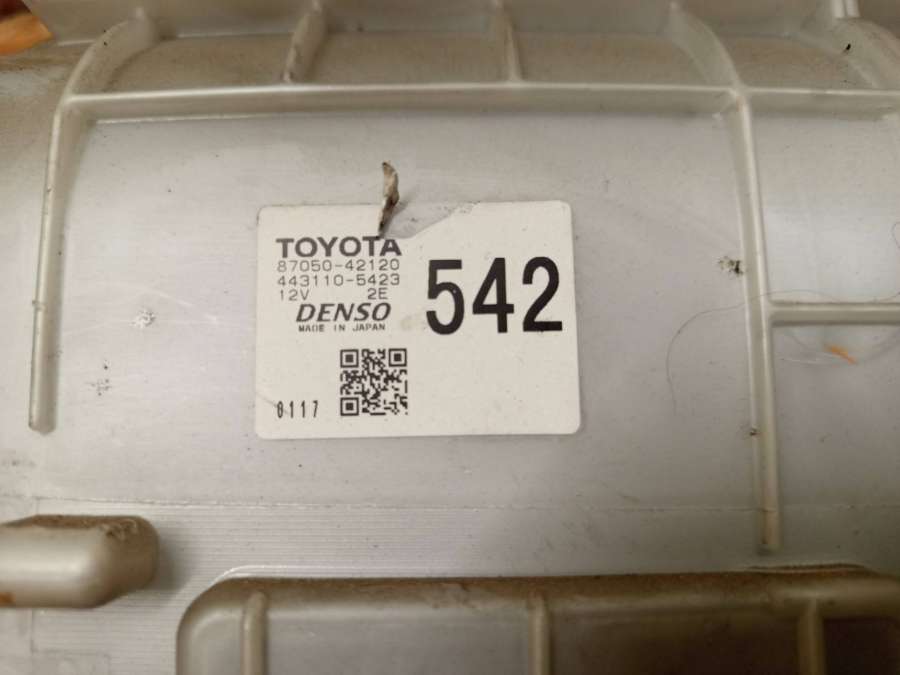 TOYOTA
87050-42120
443110-5423
12V 2E
DENSO
MADE IN JAPAN
542
8117